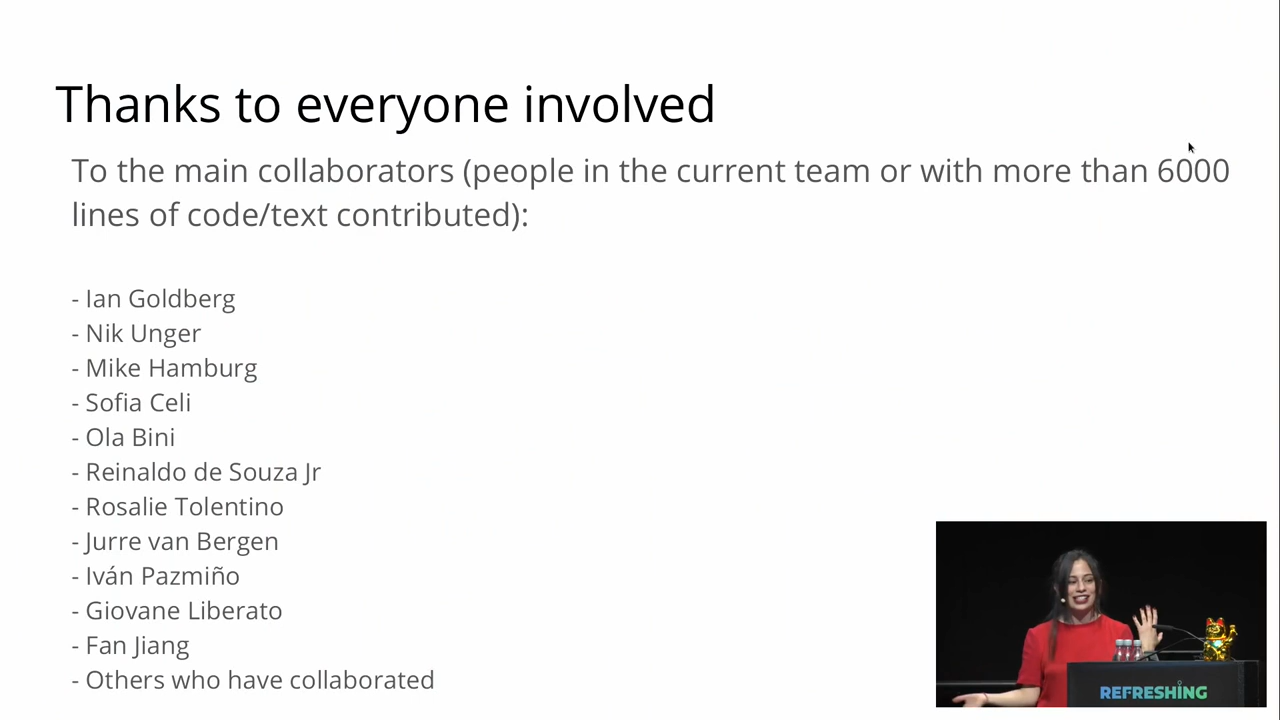 Thanks to everyone involved
To the main collaborators (people in the current team or with more than 6000
lines of code/text contributed):
- Ian Goldberg
- Nik Unger
- Mike Hamburg
- Sofia Celi
- Ola Bini
- Reinaldo de Souza Jr
- Rosalie Tolentino
- Jurre van Bergen
- Iván Pazmiño
- Giovane Liberato
- Fan Jiang
- Others who have collaborated
REFRESHING